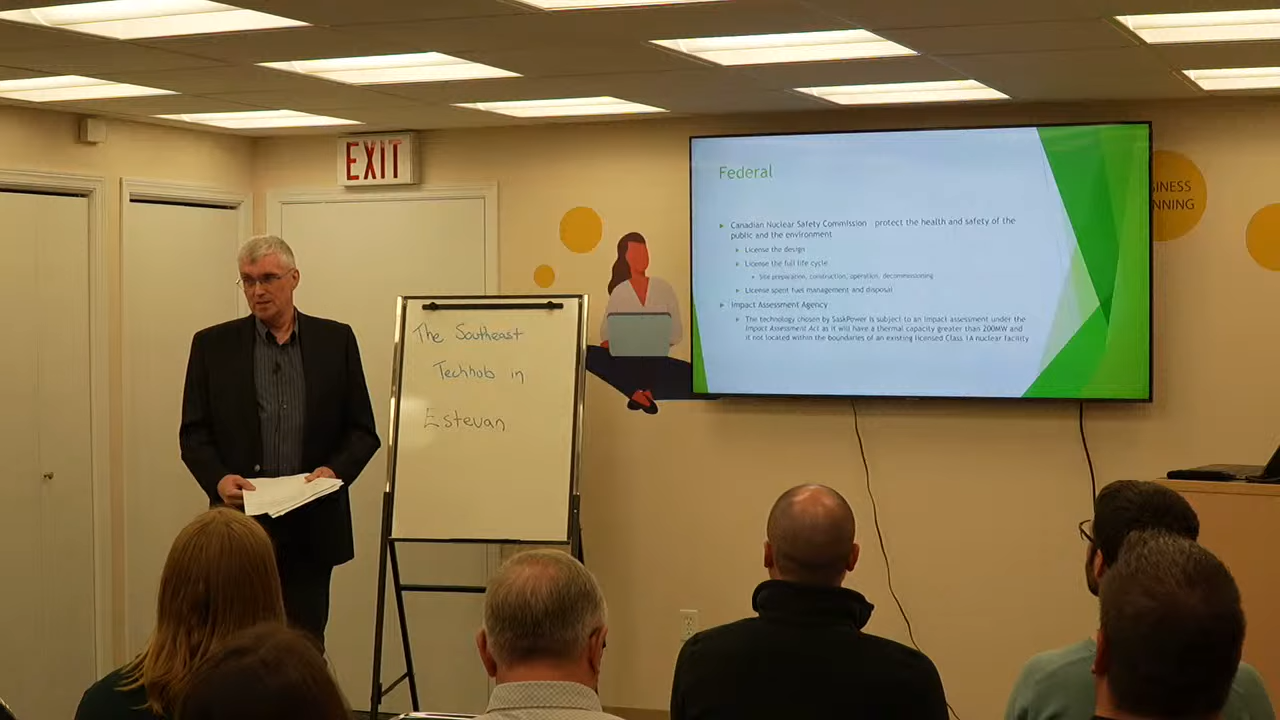 EXIT
The Southeast
Techhub in
Estevan
Federal
Canadian Nuclear Safety Commission protect the health and safety of the
public and the environment
License the design
License the full life cycle
Site preparation, construction, operation, decommissioning
License spent fuel management and disposal
Impact Assessment Agency
The technology chosen by SaskPower is subject to an impact assessment under the
Impact Assessment Act as it will have a thermal capacity greater than 200MW and
it not located within the boundaries of an existing licensed Class 1A nuclear facility
INESS
NNING